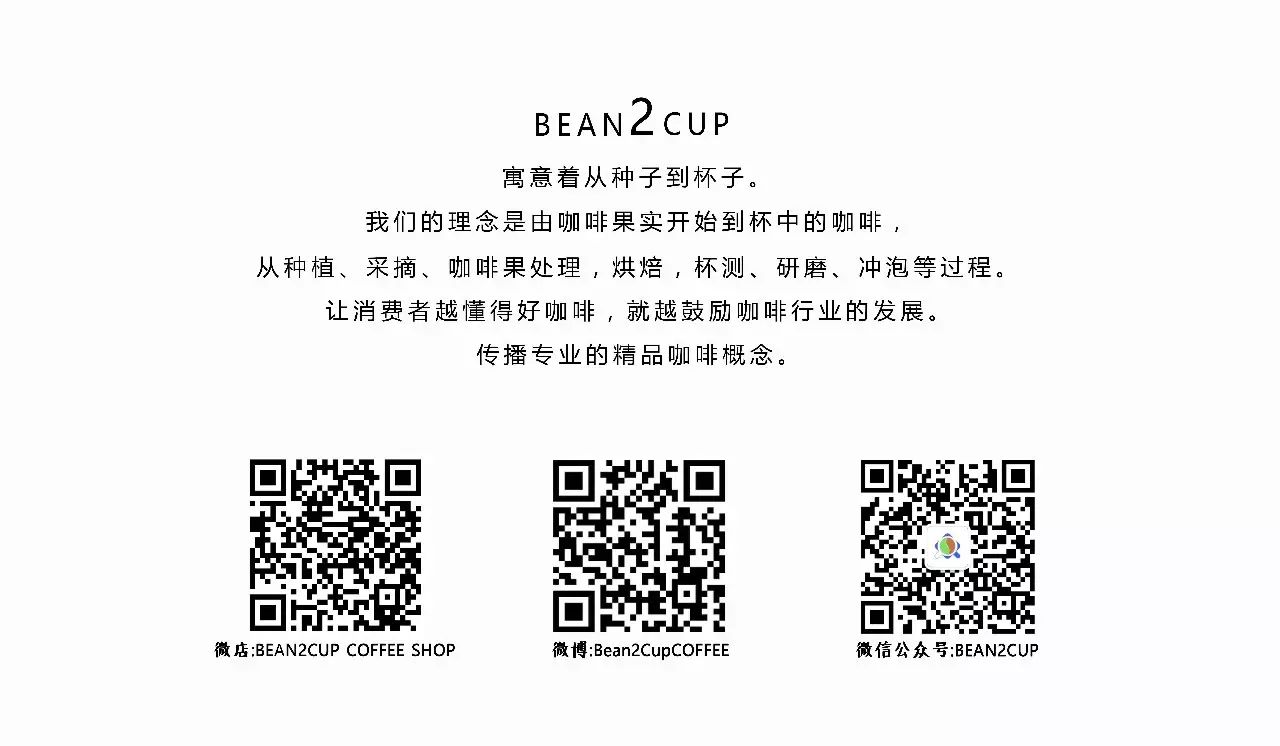 BEAN2CUP
寓意着从种子到杯子。
我们的理念是由咖啡果实开始到杯中的咖啡，
从种植、采摘、咖啡果处理，烘焙，杯测、研磨、冲泡等过程。
让消费者越懂得好咖啡，就越鼓励咖啡行业的发展。
传播专业的精品咖啡概念。
微店:BEAN2CUP COFFEE SHOP
微博:Bean2CupCOFFEE
微信公众号:BEAN2CUP